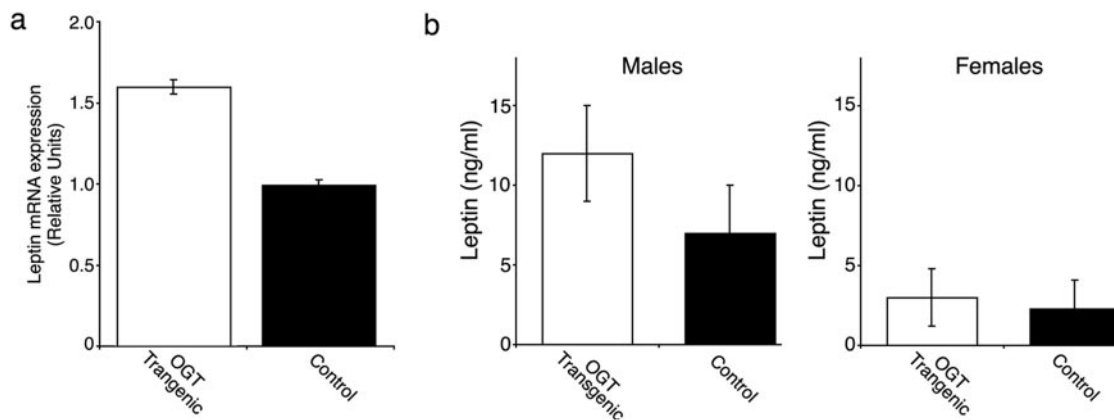 a
Leptin mRNA expression
(Relative Units)
2.0
1.5
1.0
0.5
0
OGT
Trangenic
Control
b
Males
Leptin (ng/ml)
15
10
5
0
OGT
Transgenic
Control
Females
Leptin (ng/ml)
15
10
5
0
OGT
Trangenic
Control